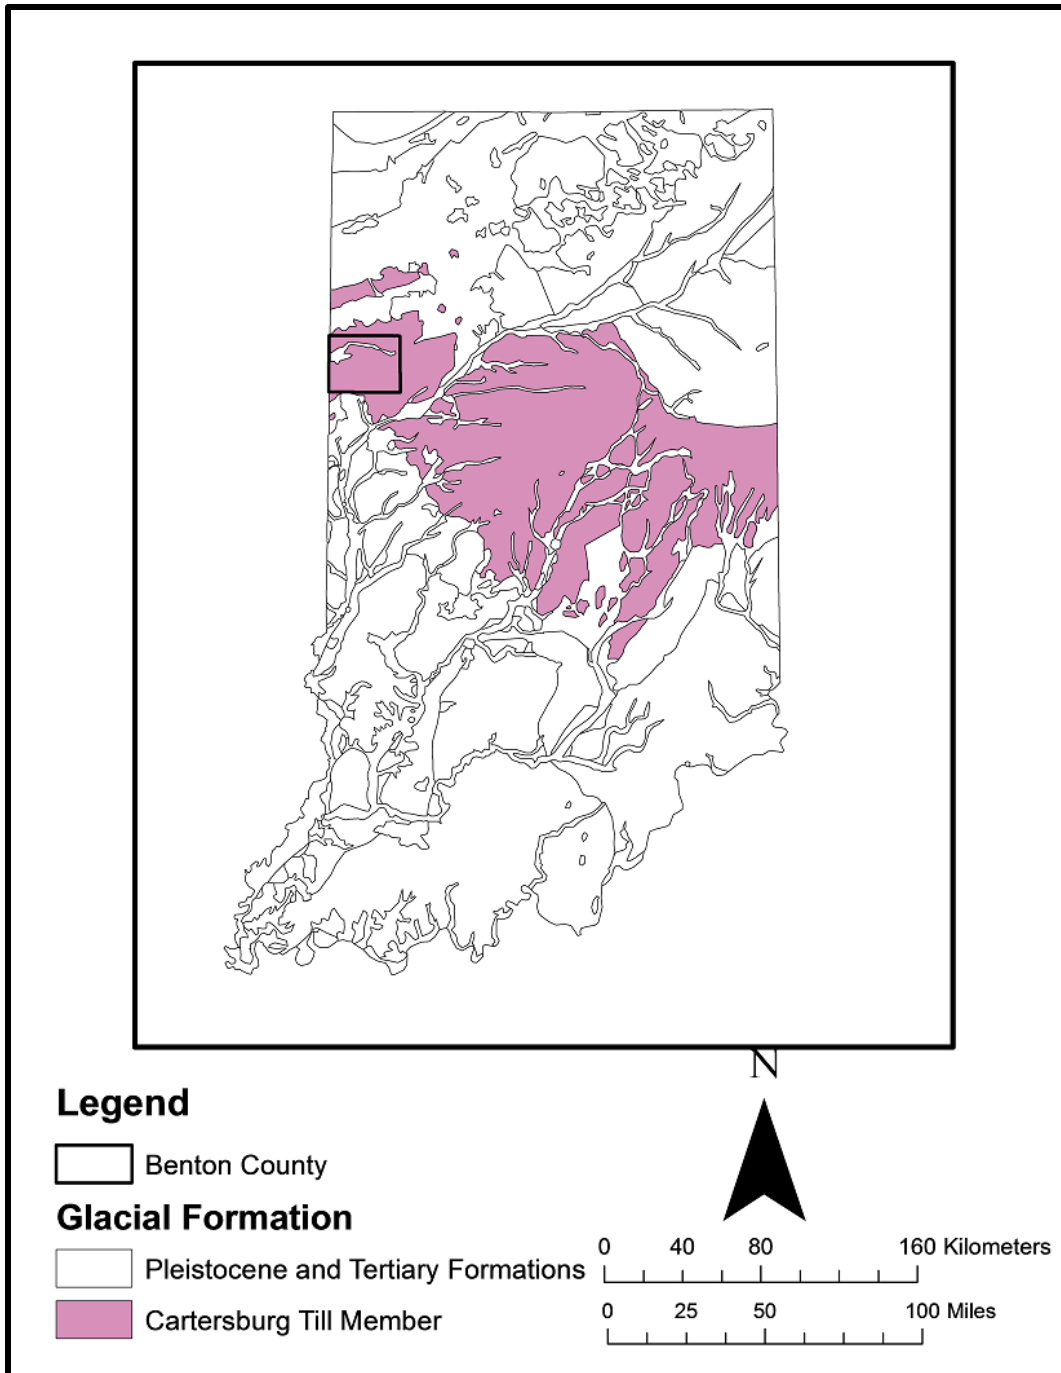 N
Legend
Benton County
Glacial Formation
Pleistocene and Tertiary Formations
Cartersburg Till Member
0 40 80 160 Kilometers
0 25 50 100 Miles